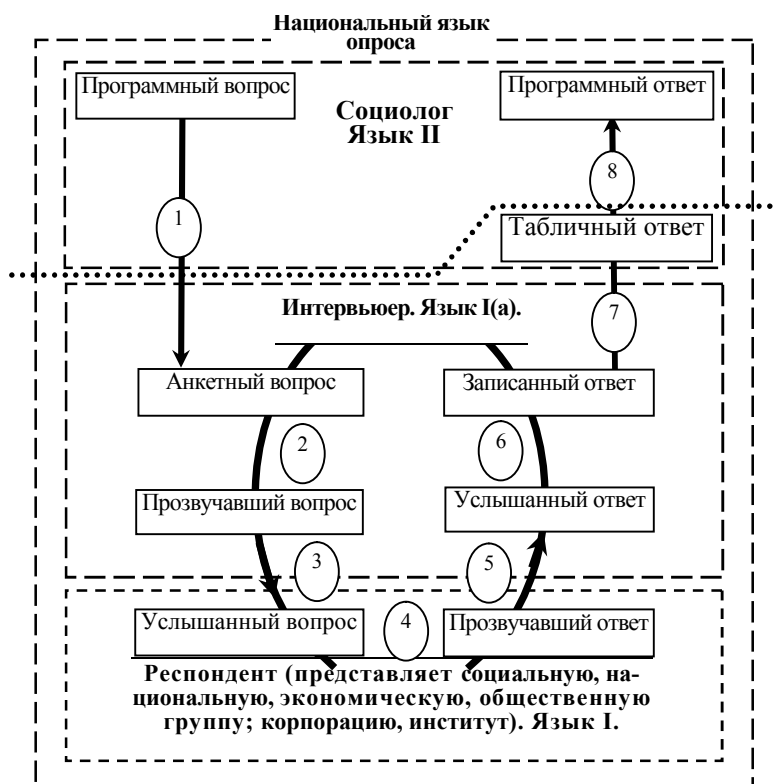 Национальный язык
опроса
Программный вопрос
Программный ответ
Социолог
Язык II
8
1
Табличный ответ
7
Интервьюер. Язык I(а).
Анкетный вопрос
Записанный ответ
2
6
Прозвучавший вопрос
Услышанный ответ
3
5
Услышанный вопрос
4
Прозвучавший ответ
Респондент (представляет социальную, на-
циональную, экономическую, общественную
группу; корпорацию, институт). Язык I.